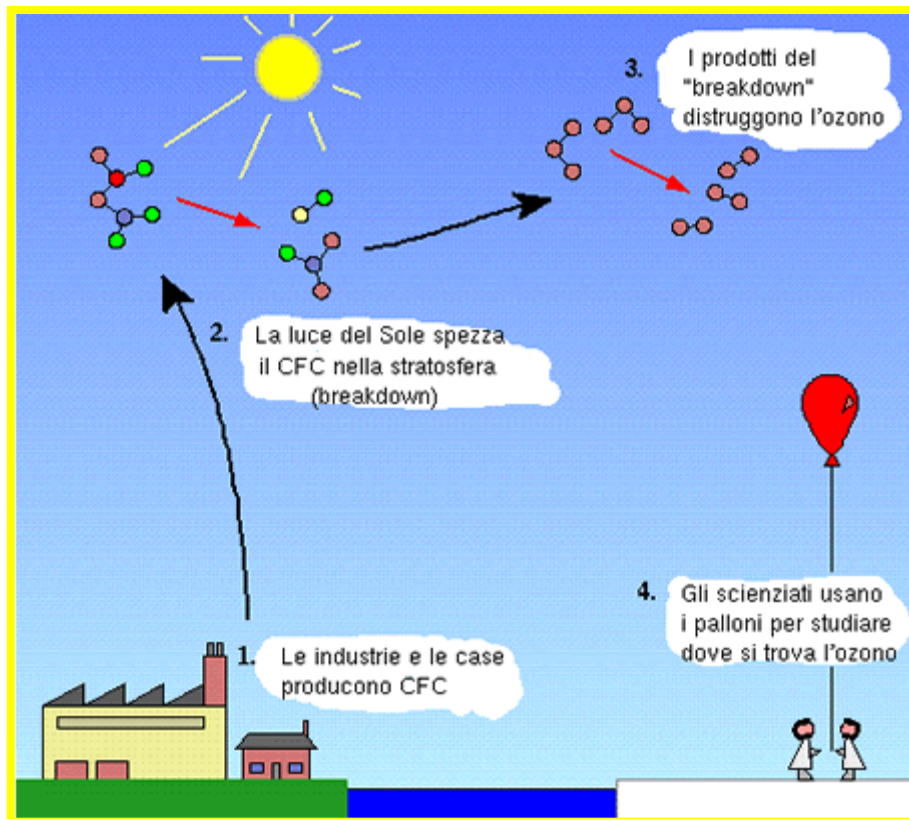 3. I prodotti del
"breakdown"
distruggono l'ozono
2. La luce del Sole spezza
il CFC nella stratosfera
(breakdown)
1. Le industrie e le case
producono CFC
4. Gli scienziati usano
i palloni per studiare
dove si trova l'ozono